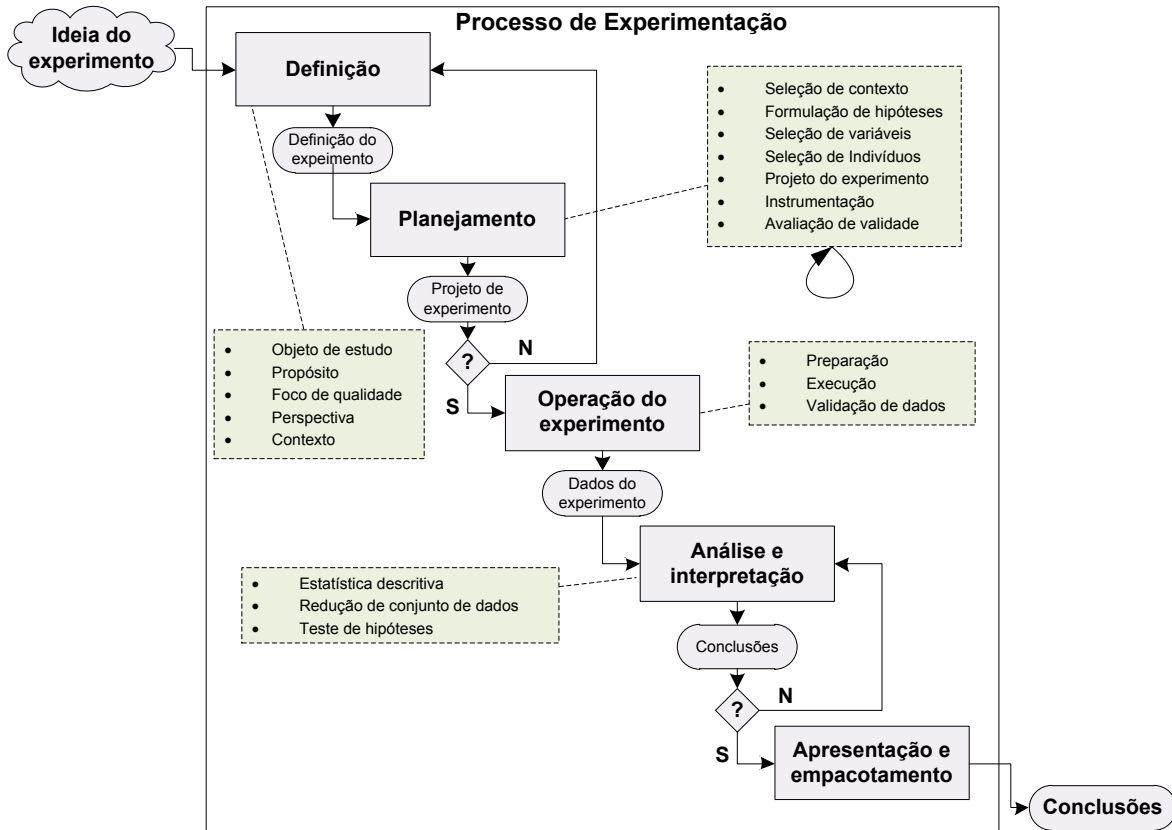 Processo de Experimentação
Ideia do
experimento
Definição
Definição do
expeimento
Planejamento
• Seleção de contexto
• Formulação de hipóteses
• Seleção de variáveis
• Seleção de Indivíduos
• Projeto do experimento
• Instrumentação
• Avaliação de validade
Projeto de
experimento
?
N
S
• Objeto de estudo
• Propósito
• Foco de qualidade
• Perspectiva
• Contexto
Operação do
experimento
• Preparação
• Execução
• Validação de dados
Dados do
experimento
Análise e
interpretação
• Estatística descritiva
• Redução de conjunto de dados
• Teste de hipóteses
Conclusões
?
N
S
Apresentação e
empacotamento
Conclusões